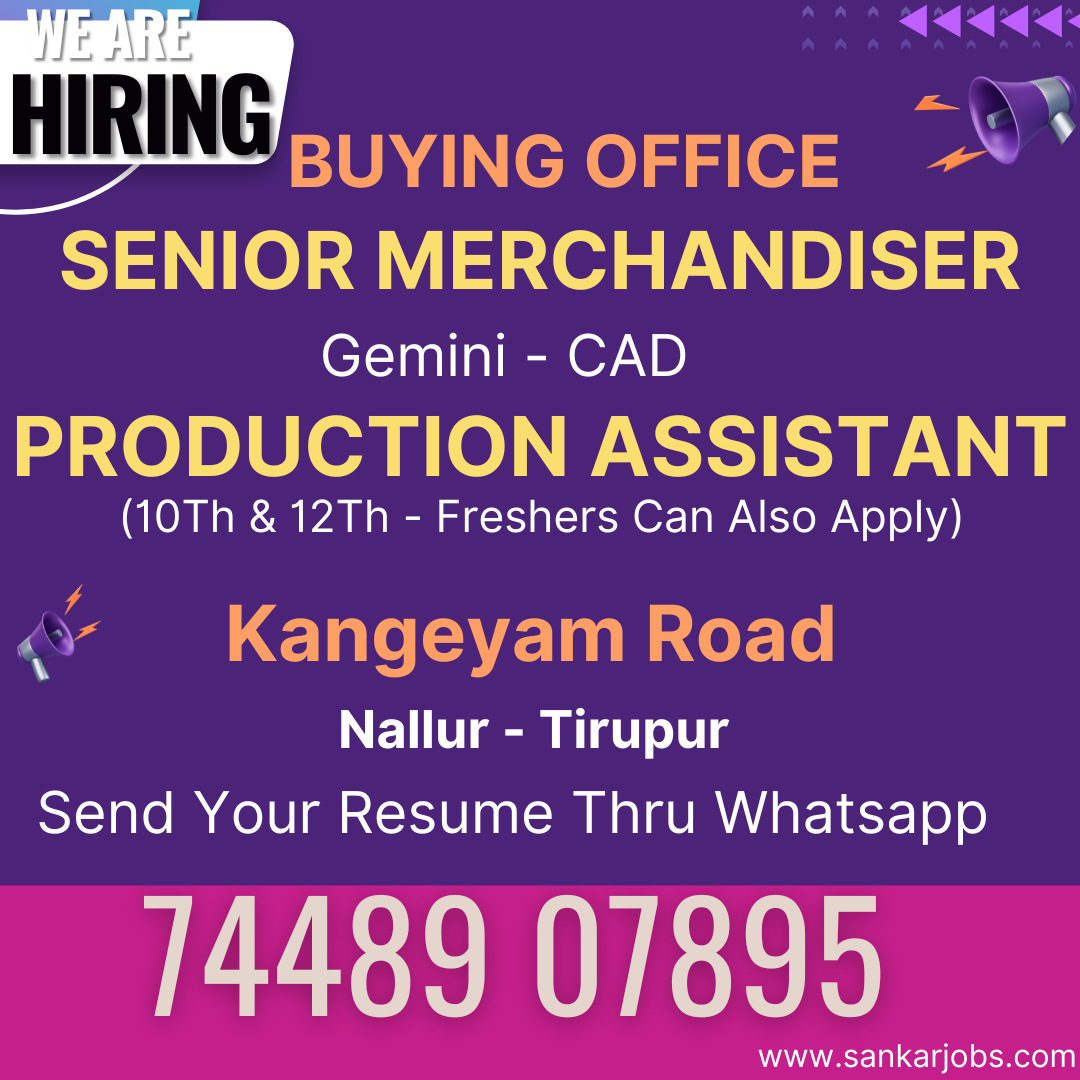 WE ARE
HIRING
BUYING OFFICE
SENIOR MERCHANDISER
Gemini - CAD
PRODUCTION ASSISTANT
(10Th & 12Th - Freshers Can Also Apply)
Kangeyam Road
Nallur - Tirupur
Send Your Resume Thru Whatsapp
74489 07895
www.sankarjobs.com